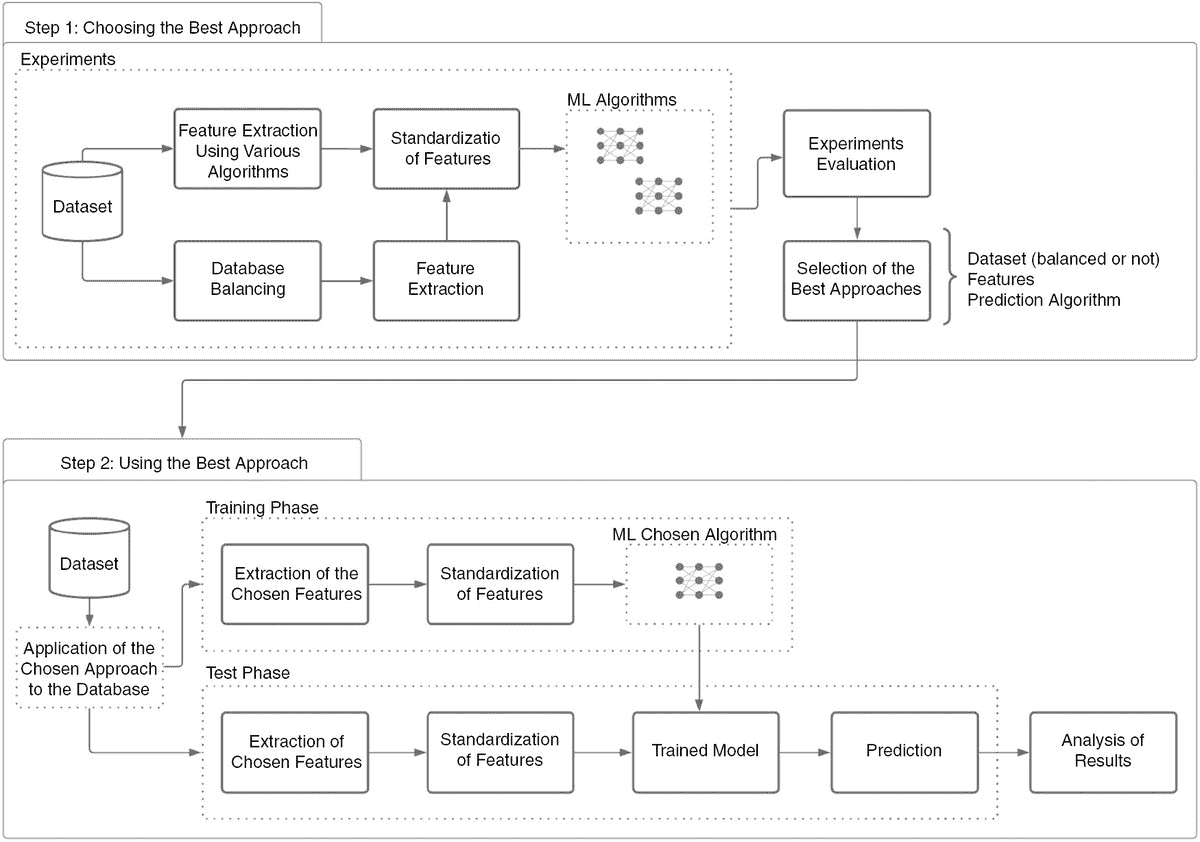 Step 1: Choosing the Best Approach
Experiments
ML Algorithms
Feature Extraction
Using Various
Algorithms
Standardizatio
of Features
Experiments
Evaluation
Dataset
Database
Balancing
Feature
Extraction
Selection of the
Best Approaches
Dataset (balanced or not)
Features
Prediction Algorithm
Step 2: Using the Best Approach
Training Phase
ML Chosen Algorithm
Dataset
Extraction of the
Chosen Features
Standardization
of Features
Application of the
Chosen Approach
to the Database
Test Phase
Extraction of
Chosen Features
Standardization
of Features
Trained Model
Prediction
Analysis of
Results